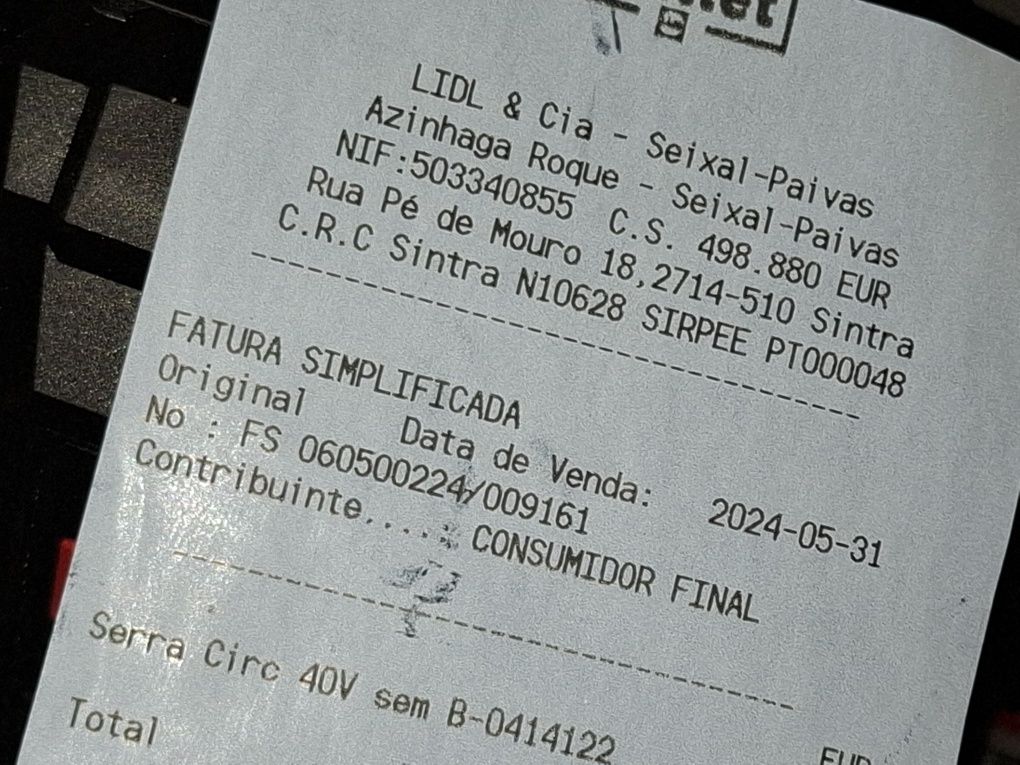 LIDL & Cia - Seixal-Paivas
Azinhaga Roque - Seixal-Paivas
NIF:503340855 C.S. 498.880 EUR
Rua Pé de Mouro 18,2714-510 Sintra
C.R.C Sintra N10628 SIRPEE PT000048
FATURA SIMPLIFICADA
Original Data de Venda: 2024-05-31
No : FS 060500224/009161
Contribuinte....: CONSUMIDOR FINAL
EUR
Serra Circ 40V sem B-0414122
Total